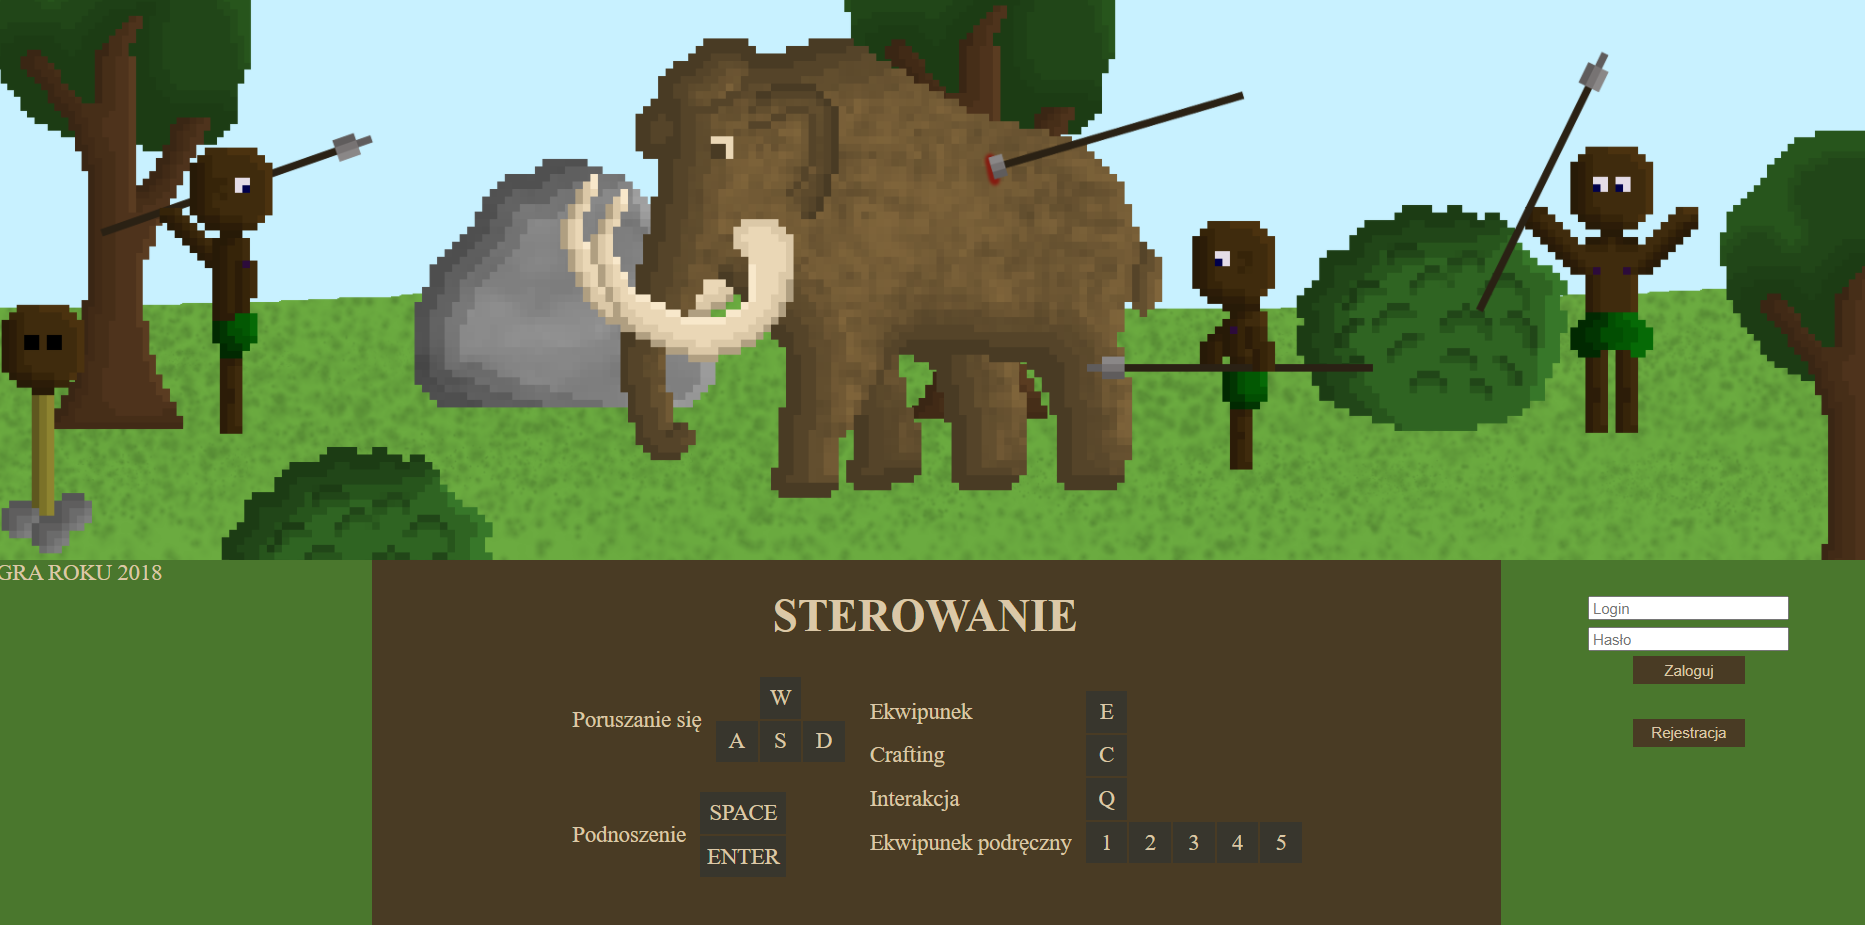 GRA ROKU 2018
STEROWANIE
Poruszanie się
W
A S D
Podnoszenie
SPACE
ENTER
Ekwipunek E
Crafting C
Interakcja Q
Ekwipunek podręczny 1 2 3 4 5
Login
Hasło
Zaloguj
Rejestracja